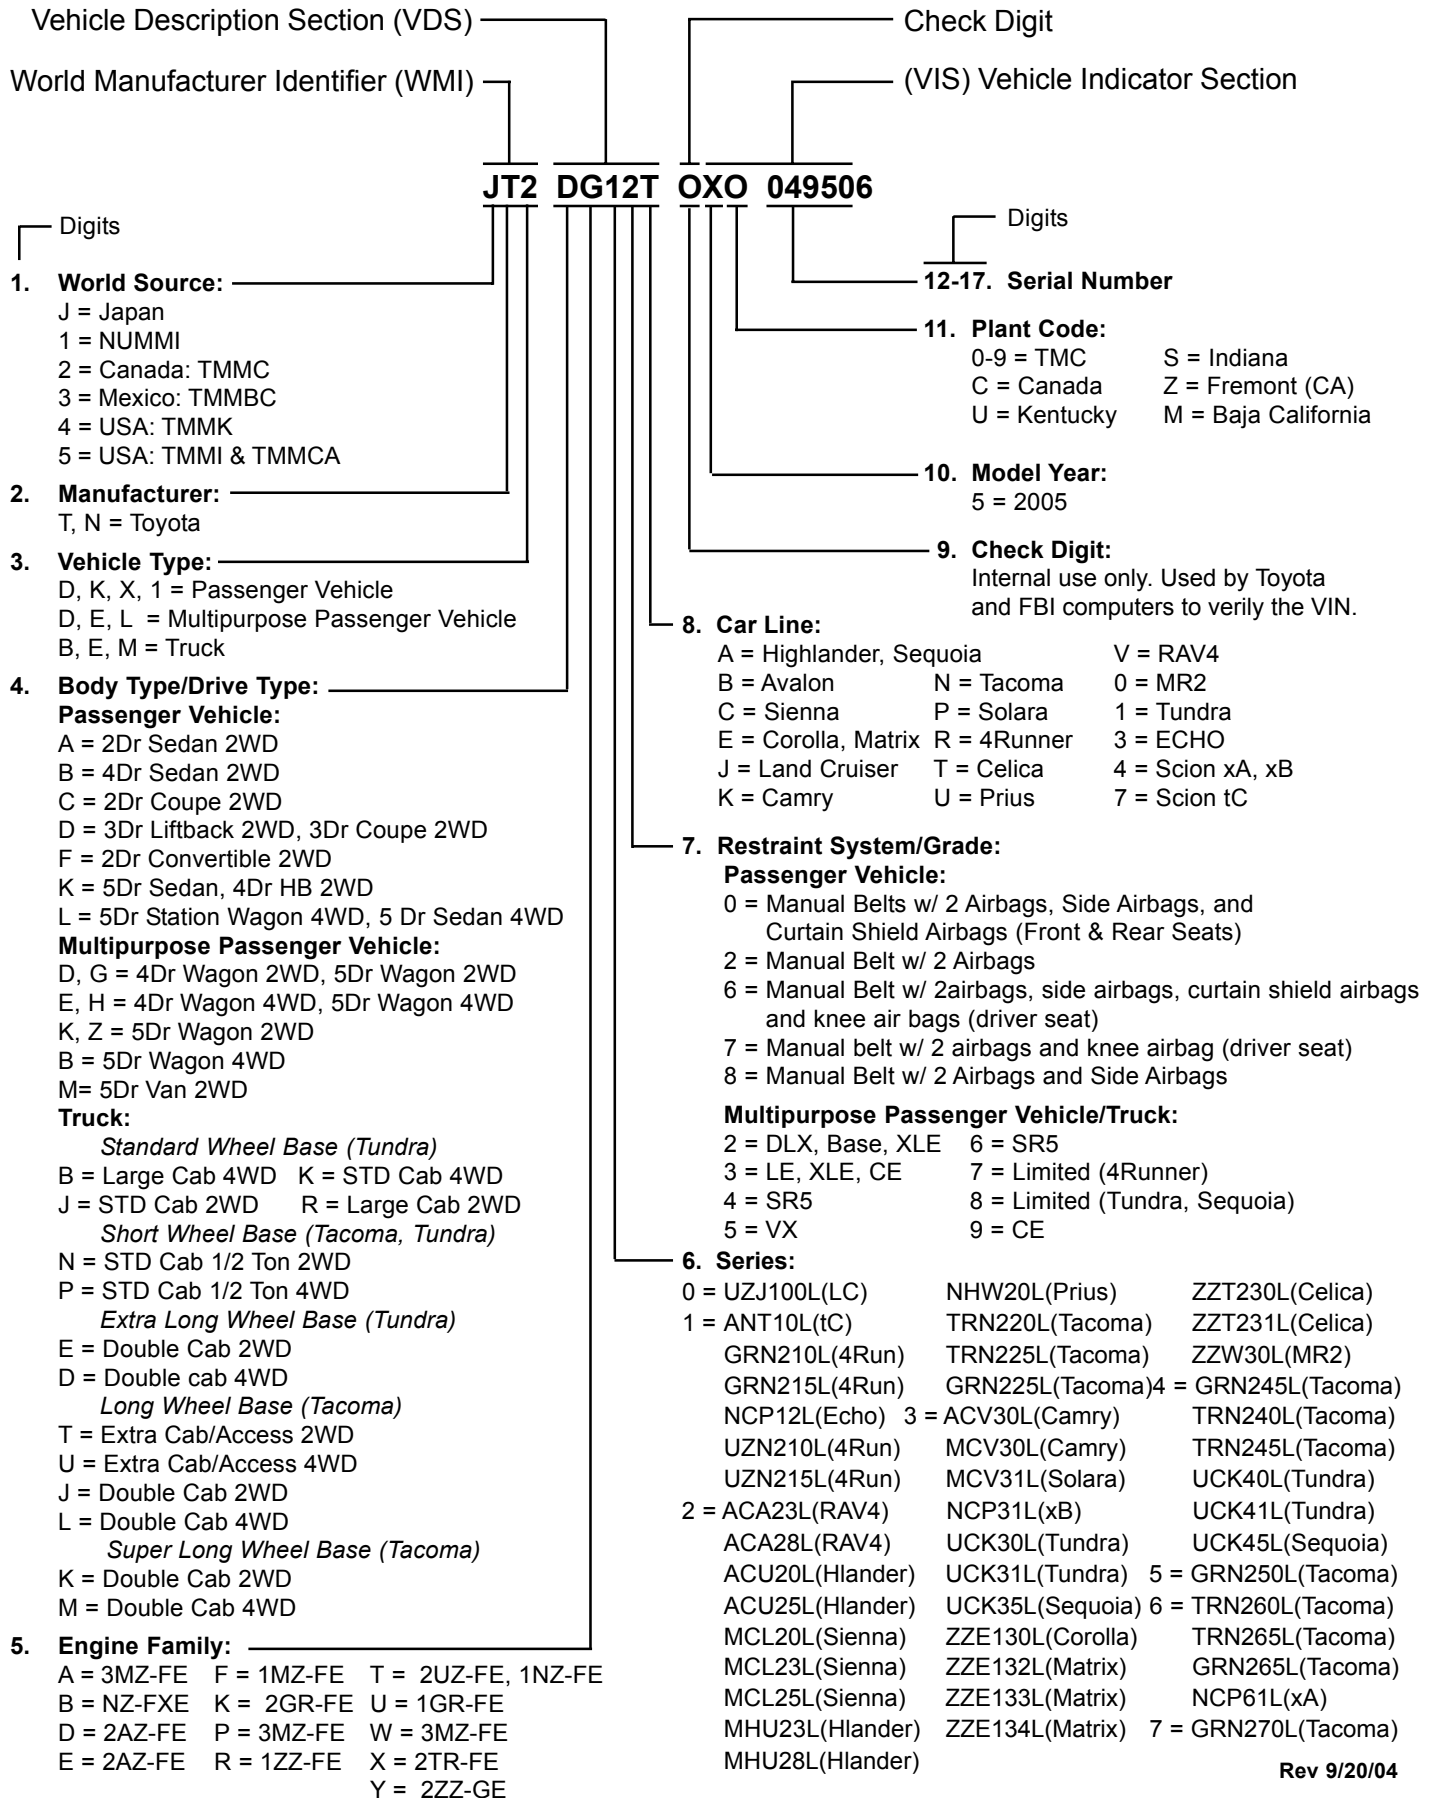 Vehicle Description Section (VDS)
Check Digit
World Manufacturer Identifier (WMI)
(VIS) Vehicle Indicator Section
JT2 DG12T OXO 049506
Digits
1. World Source:
J = Japan
1 = NUMMI
2 = Canada: TMMC
3 = Mexico: TMMBC
4 = USA: TMMK
5 = USA: TMMI & TMMCA
2. Manufacturer:
T, N = Toyota
3. Vehicle Type:
D, K, X, 1 = Passenger Vehicle
D, E, L = Multipurpose Passenger Vehicle
B, E, M = Truck
4. Body Type/Drive Type:
Passenger Vehicle:
A = 2Dr Sedan 2WD
B = 4Dr Sedan 2WD
C = 2Dr Coupe 2WD
D = 3Dr Liftback 2WD, 3Dr Coupe 2WD
F = 2Dr Convertible 2WD
K = 5Dr Sedan, 4Dr HB 2WD
L = 5Dr Station Wagon 4WD, 5 Dr Sedan 4WD
Multipurpose Passenger Vehicle:
D, G = 4Dr Wagon 2WD, 5Dr Wagon 2WD
E, H = 4Dr Wagon 4WD, 5Dr Wagon 4WD
K, Z = 5Dr Wagon 2WD
B = 5Dr Wagon 4WD
M= 5Dr Van 2WD
Truck:
Standard Wheel Base (Tundra)
B = Large Cab 4WD K = STD Cab 4WD
J = STD Cab 2WD R = Large Cab 2WD
Short Wheel Base (Tacoma, Tundra)
N = STD Cab 1/2 Ton 2WD
P = STD Cab 1/2 Ton 4WD
Extra Long Wheel Base (Tundra)
E = Double Cab 2WD
D = Double cab 4WD
Long Wheel Base (Tacoma)
T = Extra Cab/Access 2WD
U = Extra Cab/Access 4WD
J = Double Cab 2WD
L = Double Cab 4WD
Super Long Wheel Base (Tacoma)
K = Double Cab 2WD
M = Double Cab 4WD
5. Engine Family:
A = 3MZ-FE F = 1MZ-FE T = 2UZ-FE, 1NZ-FE
B = NZ-FXE K = 2GR-FE U = 1GR-FE
D = 2AZ-FE P = 3MZ-FE W = 3MZ-FE
E = 2AZ-FE R = 1ZZ-FE X = 2TR-FE
Y = 2ZZ-GE
Digits
12-17. Serial Number
11. Plant Code:
0-9 = TMC S = Indiana
C = Canada Z = Fremont (CA)
U = Kentucky M = Baja California
10. Model Year:
5 = 2005
9. Check Digit:
Internal use only. Used by Toyota
and FBI computers to verily the VIN.
8. Car Line:
A = Highlander, Sequoia V = RAV4
B = Avalon N = Tacoma 0 = MR2
C = Sienna P = Solara 1 = Tundra
E = Corolla, Matrix R = 4Runner 3 = ECHO
J = Land Cruiser T = Celica 4 = Scion xA, xB
K = Camry U = Prius 7 = Scion tC
7. Restraint System/Grade:
Passenger Vehicle:
0 = Manual Belts w/ 2 Airbags, Side Airbags, and
Curtain Shield Airbags (Front & Rear Seats)
2 = Manual Belt w/ 2 Airbags
6 = Manual Belt w/ 2airbags, side airbags, curtain shield airbags
and knee air bags (driver seat)
7 = Manual belt w/ 2 airbags and knee airbag (driver seat)
8 = Manual Belt w/ 2 Airbags and Side Airbags
Multipurpose Passenger Vehicle/Truck:
2 = DLX, Base, XLE 6 = SR5
3 = LE, XLE, CE 7 = Limited (4Runner)
4 = SR5 8 = Limited (Tundra, Sequoia)
5 = VX 9 = CE
6. Series:
0 = UZJ100L(LC) NHW20L(Prius) ZZT230L(Celica)
1 = ANT10L(tC) TRN220L(Tacoma) ZZT231L(Celica)
GRN210L(4Run) TRN225L(Tacoma) ZZW30L(MR2)
GRN215L(4Run) GRN225L(Tacoma)4 = GRN245L(Tacoma)
NCP12L(Echo) 3 = ACV30L(Camry) TRN240L(Tacoma)
UZN210L(4Run) MCV30L(Camry) TRN245L(Tacoma)
UZN215L(4Run) MCV31L(Solara) UCK40L(Tundra)
2 = ACA23L(RAV4) NCP31L(xB) UCK41L(Tundra)
ACA28L(RAV4) UCK30L(Tundra) UCK45L(Sequoia)
ACU20L(Hlander) UCK31L(Tundra) 5 = GRN250L(Tacoma)
ACU25L(Hlander) UCK35L(Sequoia) 6 = TRN260L(Tacoma)
MCL20L(Sienna) ZZE130L(Corolla) TRN265L(Tacoma)
MCL23L(Sienna) ZZE132L(Matrix) GRN265L(Tacoma)
MCL25L(Sienna) ZZE133L(Matrix) NCP61L(xA)
MHU23L(Hlander) ZZE134L(Matrix) 7 = GRN270L(Tacoma)
MHU28L(Hlander)
Rev 9/20/04